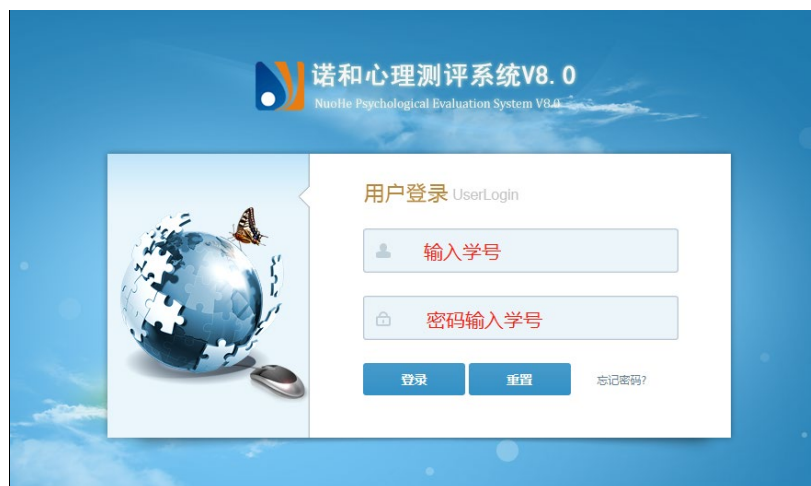 诺和心理测评系统V8.0
NuoHe Psychological Evaluation System V8.0
用户登录 UserLogin
输入学号
密码输入学号
登录 重置 忘记密码?